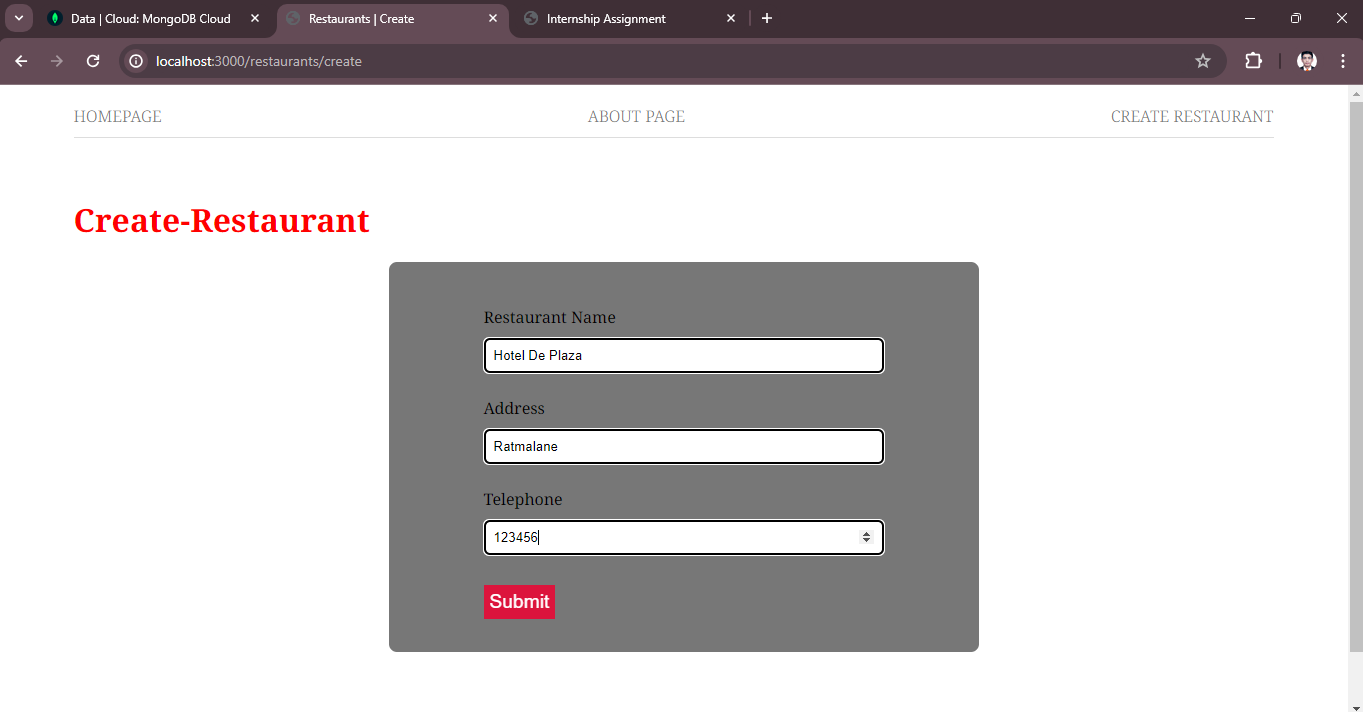 Data | Cloud: MongoDB Cloud
Restaurants | Create
Internship Assignment
localhost:3000/restaurants/create
HOMEPAGE
ABOUT PAGE
CREATE RESTAURANT
Create-Restaurant
Restaurant Name
Hotel De Plaza
Address
Ratmalane
Telephone
123456
Submit